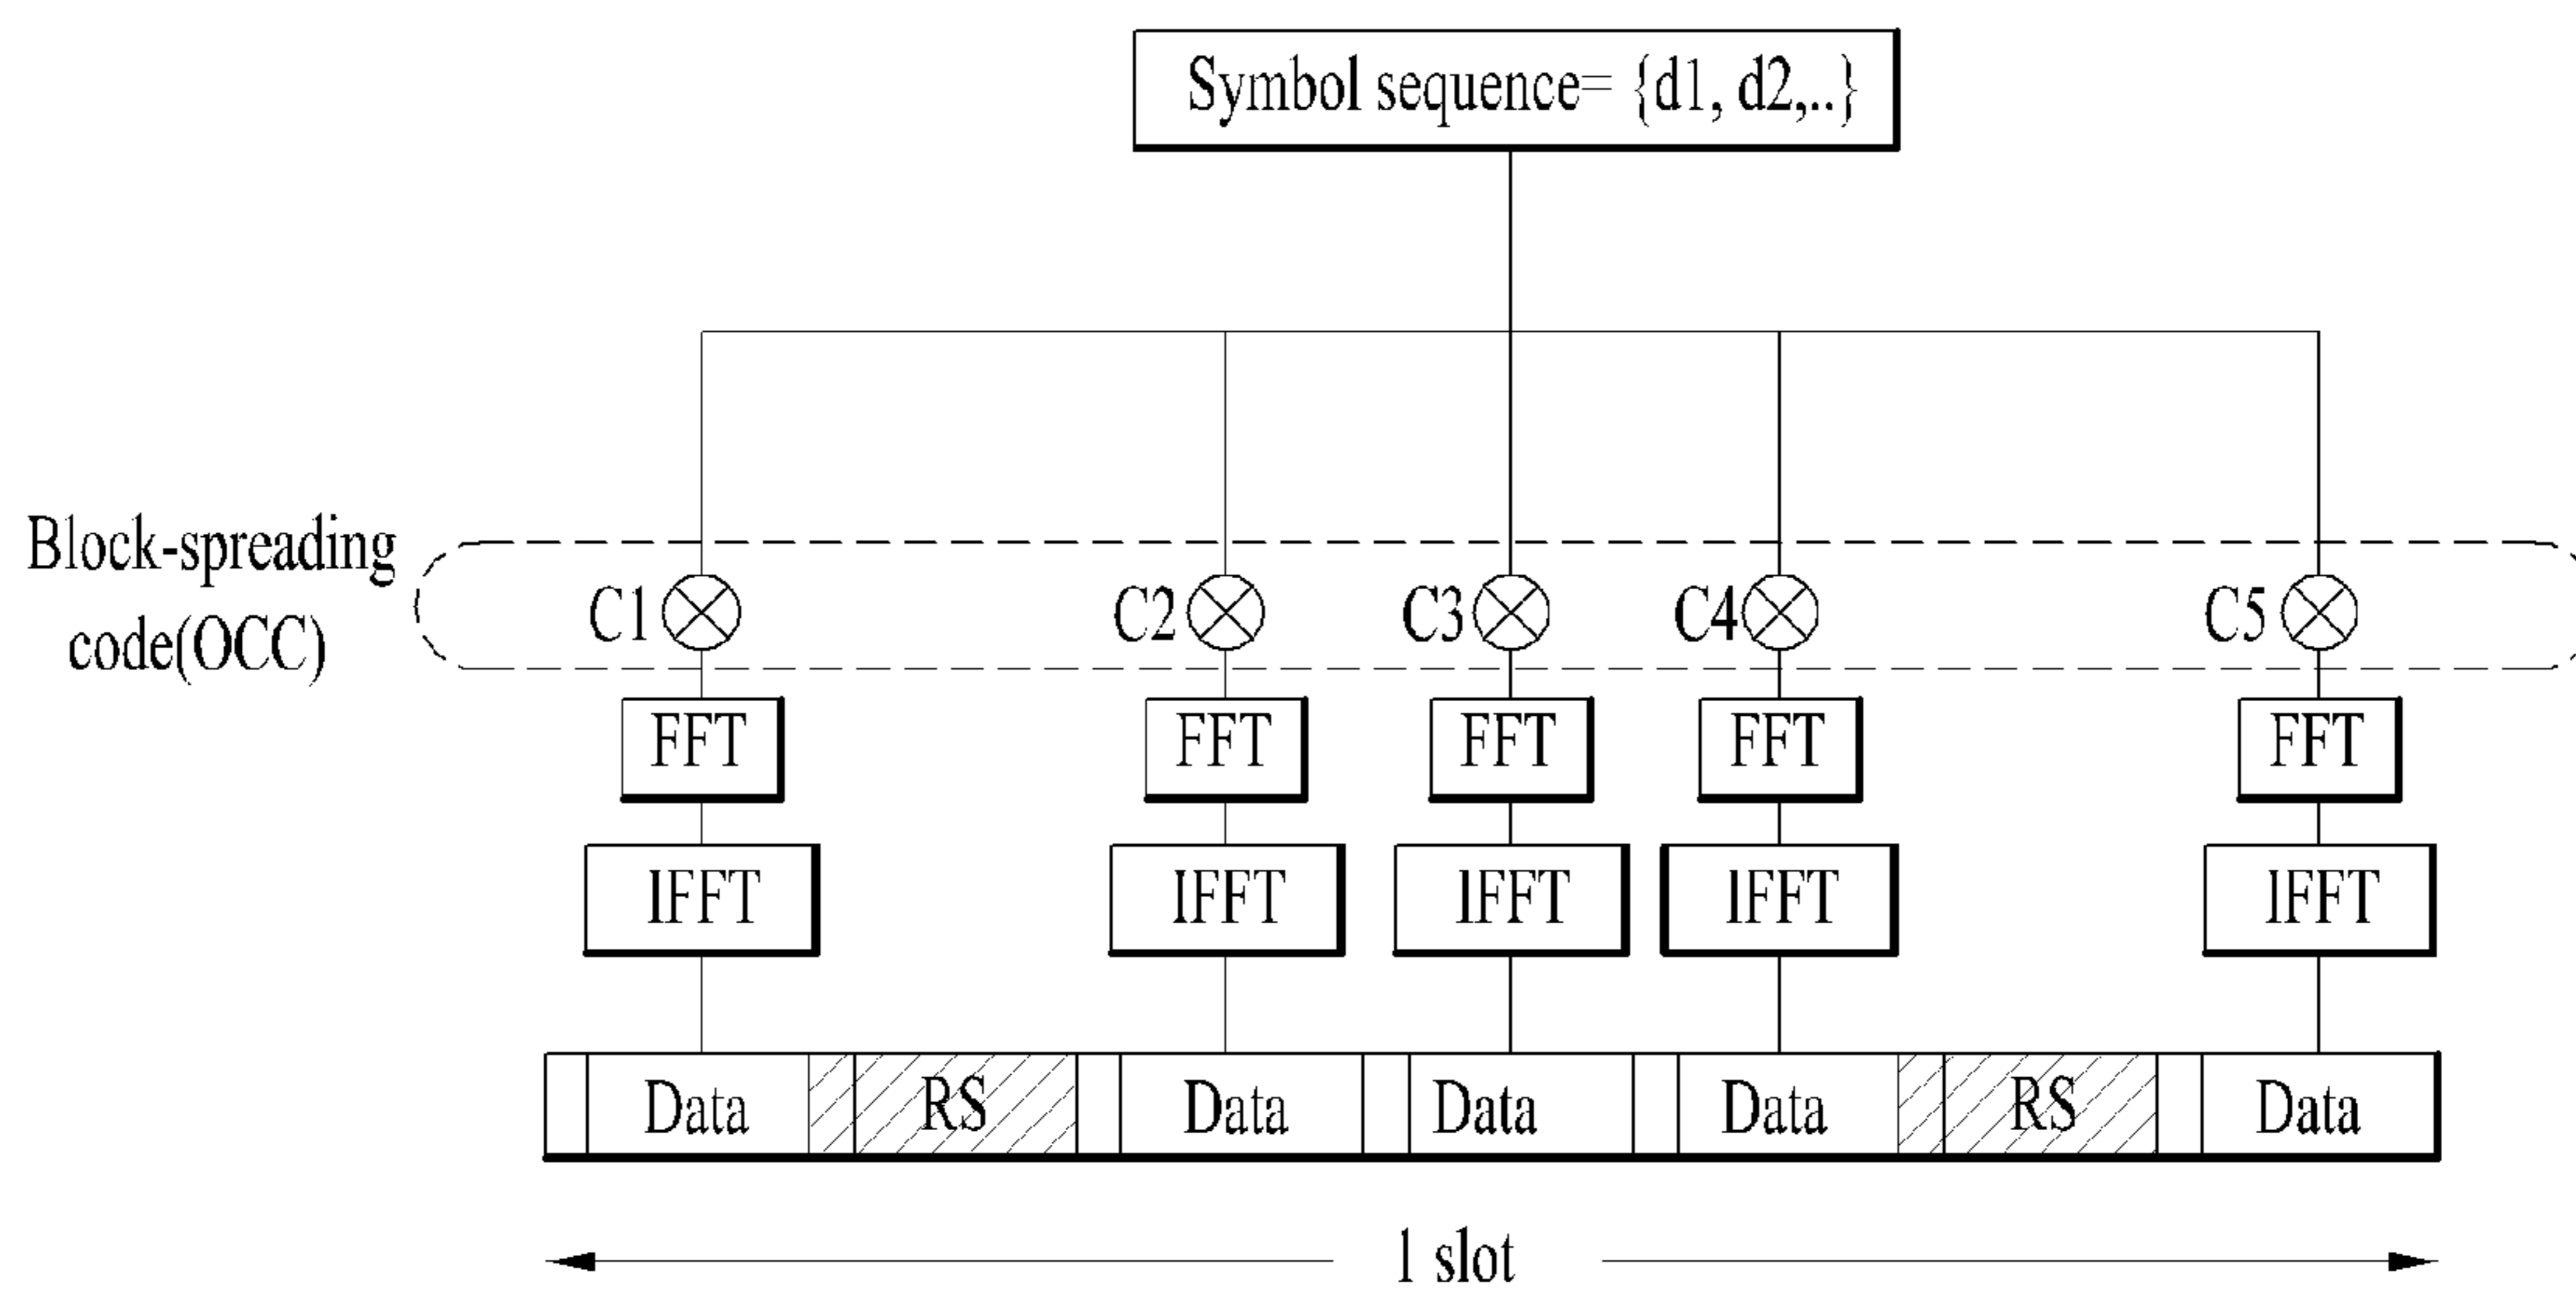 Symbol sequence= {d1, d2,..}
Block-spreading
code(OCC)
C1 C2 C3 C4 C5
FFT FFT FFT FFT FFT
IFFT IFFT IFFT IFFT IFFT
Data RS Data Data Data RS Data
1 slot